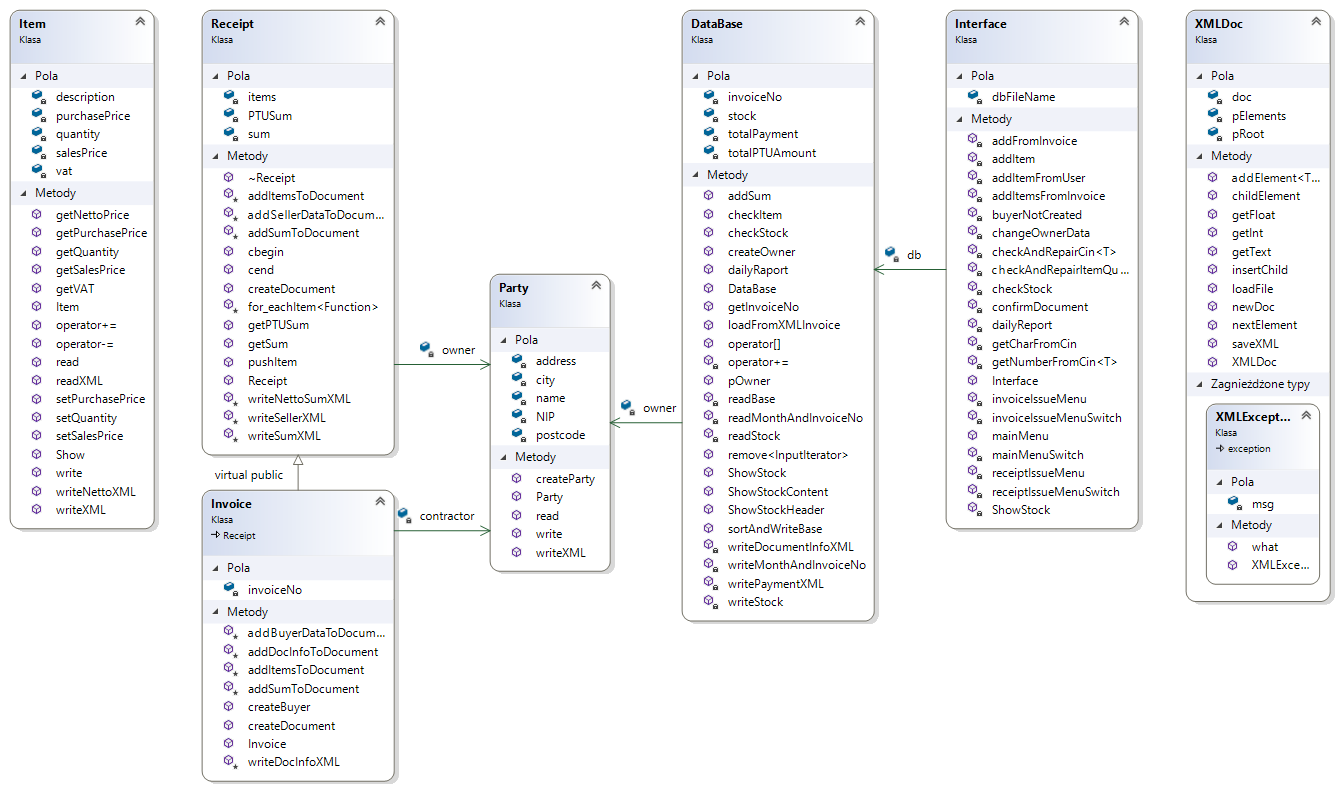 Item
Klasa
Pola
description
purchasePrice
quantity
salesPrice
vat
Metody
getNettoPrice
getPurchasePrice
getQuantity
getSalesPrice
getVAT
Item
operator+=
operator-=
read
readXML
setPurchasePrice
setQuantity
setSalesPrice
Show
write
writeNettoXML
writeXML
Receipt
Klasa
Pola
items
PTUSum
sum
Metody
~Receipt
addItemsToDocument
addSellerDataToDocum...
addSumToDocument
cbegin
cend
createDocument
for_eachItem<Function>
getPTUSum
getSum
pushItem
Receipt
writeNettoSumXML
writeSellerXML
writeSumXML
virtual public
Invoice
Klasa
Receipt
Pola
invoiceNo
Metody
addBuyerDataToDocum...
addDocInfoToDocument
addItemsToDocument
addSumToDocument
createBuyer
createDocument
Invoice
writeDocInfoXML
owner
contractor
Party
Klasa
Pola
address
city
name
NIP
postcode
Metody
createParty
Party
read
write
writeXML
owner
DataBase
Klasa
Pola
invoiceNo
stock
totalPayment
totalPTUAmount
Metody
addSum
checkItem
checkStock
createOwner
dailyRaport
DataBase
getInvoiceNo
loadFromXMLInvoice
operator[]
operator+=
pOwner
readBase
readMonthAndInvoiceNo
readStock
remove<InputIterator>
ShowStock
ShowStockContent
ShowStockHeader
sortAndWriteBase
writeDocumentInfoXML
writeMonthAndInvoiceNo
writePaymentXML
writeStock
db
Interface
Klasa
Pola
dbFileName
Metody
addFromInvoice
addItem
addItemFromUser
addItemsFromInvoice
buyerNotCreated
changeOwnerData
checkAndRepairCin<T>
checkAndRepairItemQu...
checkStock
confirmDocument
dailyReport
getCharFromCin
getNumberFromCin<T>
Interface
invoiceIssueMenu
invoiceIssueMenuSwitch
mainMenu
mainMenuSwitch
receiptIssueMenu
receiptIssueMenuSwitch
ShowStock
XMLDoc
Klasa
Pola
doc
pElements
pRoot
Metody
addElement<T...
childElement
getFloat
getInt
getText
insertChild
loadFile
newDoc
nextElement
saveXML
XMLDoc
Zagnieżdżone typy
XMLExcept...
Klasa
exception
Pola
msg
Metody
what
XMLExce...